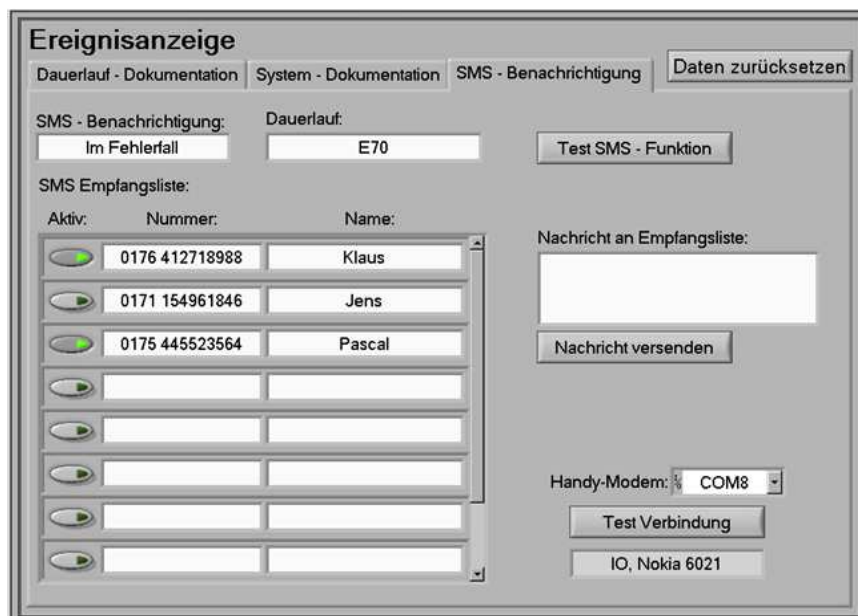 Ereignisanzeige
Dauerlauf - Dokumentation
System - Dokumentation
SMS - Benachrichtigung
Daten zurücksetzen
SMS - Benachrichtigung:
Dauerlauf:
Im Fehlerfall
E70
Test SMS - Funktion
SMS Empfangsliste:
Aktiv:
Nummer:
Name:
0176 412718988
Klaus
0171 154961846
Jens
0175 445523564
Pascal
Nachricht an Empfangsliste:
Nachricht versenden
Handy-Modem:
COM8
Test Verbindung
IO, Nokia 6021